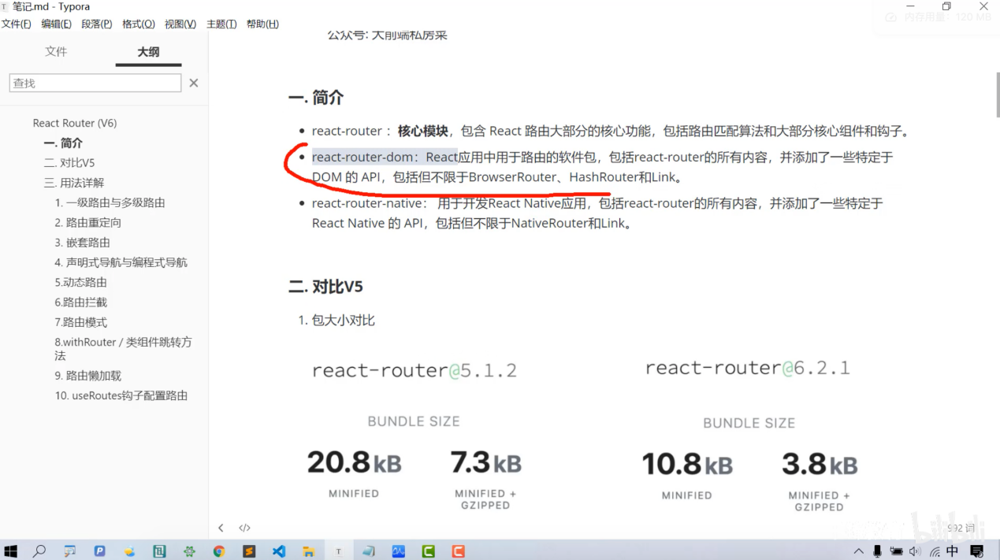 笔记.md - Typora
内存用量: 120 MB
文件(F) 编辑(E) 段落(P) 格式(O) 视图(V) 主题(T) 帮助(H)
文件 大纲
查找
React Router (V6)
一. 简介
二. 对比V5
三. 用法详解
1. 一级路由与多级路由
2. 路由重定向
3. 嵌套路由
4. 声明式导航与编程式导航
5.动态路由
6.路由拦截
7.路由模式
8.withRouter / 类组件跳转方
法
9. 路由懒加载
10. useRoutes钩子配置路由
公众号: 大前端私房菜
一. 简介
react-router ：核心模块，包含 React 路由大部分的核心功能，包括路由匹配算法和大部分核心组件和钩子。
react-router-dom：React应用中用于路由的软件包，包括react-router的所有内容，并添加了一些特定于
DOM 的 API，包括但不限于BrowserRouter、HashRouter和Link。
react-router-native： 用于开发React Native应用，包括react-router的所有内容，并添加了一些特定于
React Native 的 API，包括但不限于NativeRouter和Link。
二. 对比V5
1. 包大小对比
react-router@5.1.2
BUNDLE SIZE
20.8 kB 7.3 kB
MINIFIED MINIFIED +
GZIPPED
react-router@6.2.1
BUNDLE SIZE
10.8 kB 3.8 kB
MINIFIED MINIFIED +
GZIPPED
992 词
bilibili
中